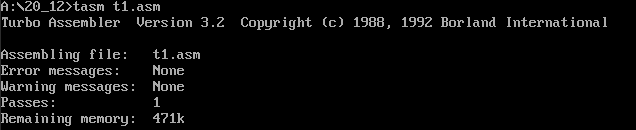 A:\20_12>tasm t1.asm
Turbo Assembler  Version 3.2  Copyright (c) 1988, 1992 Borland International
Assembling file:   t1.asm
Error messages:    None
Warning messages:  None
Passes:            1
Remaining memory:  471k